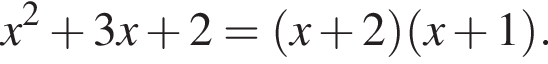 x² + 3x + 2 = (x + 2)(x + 1).